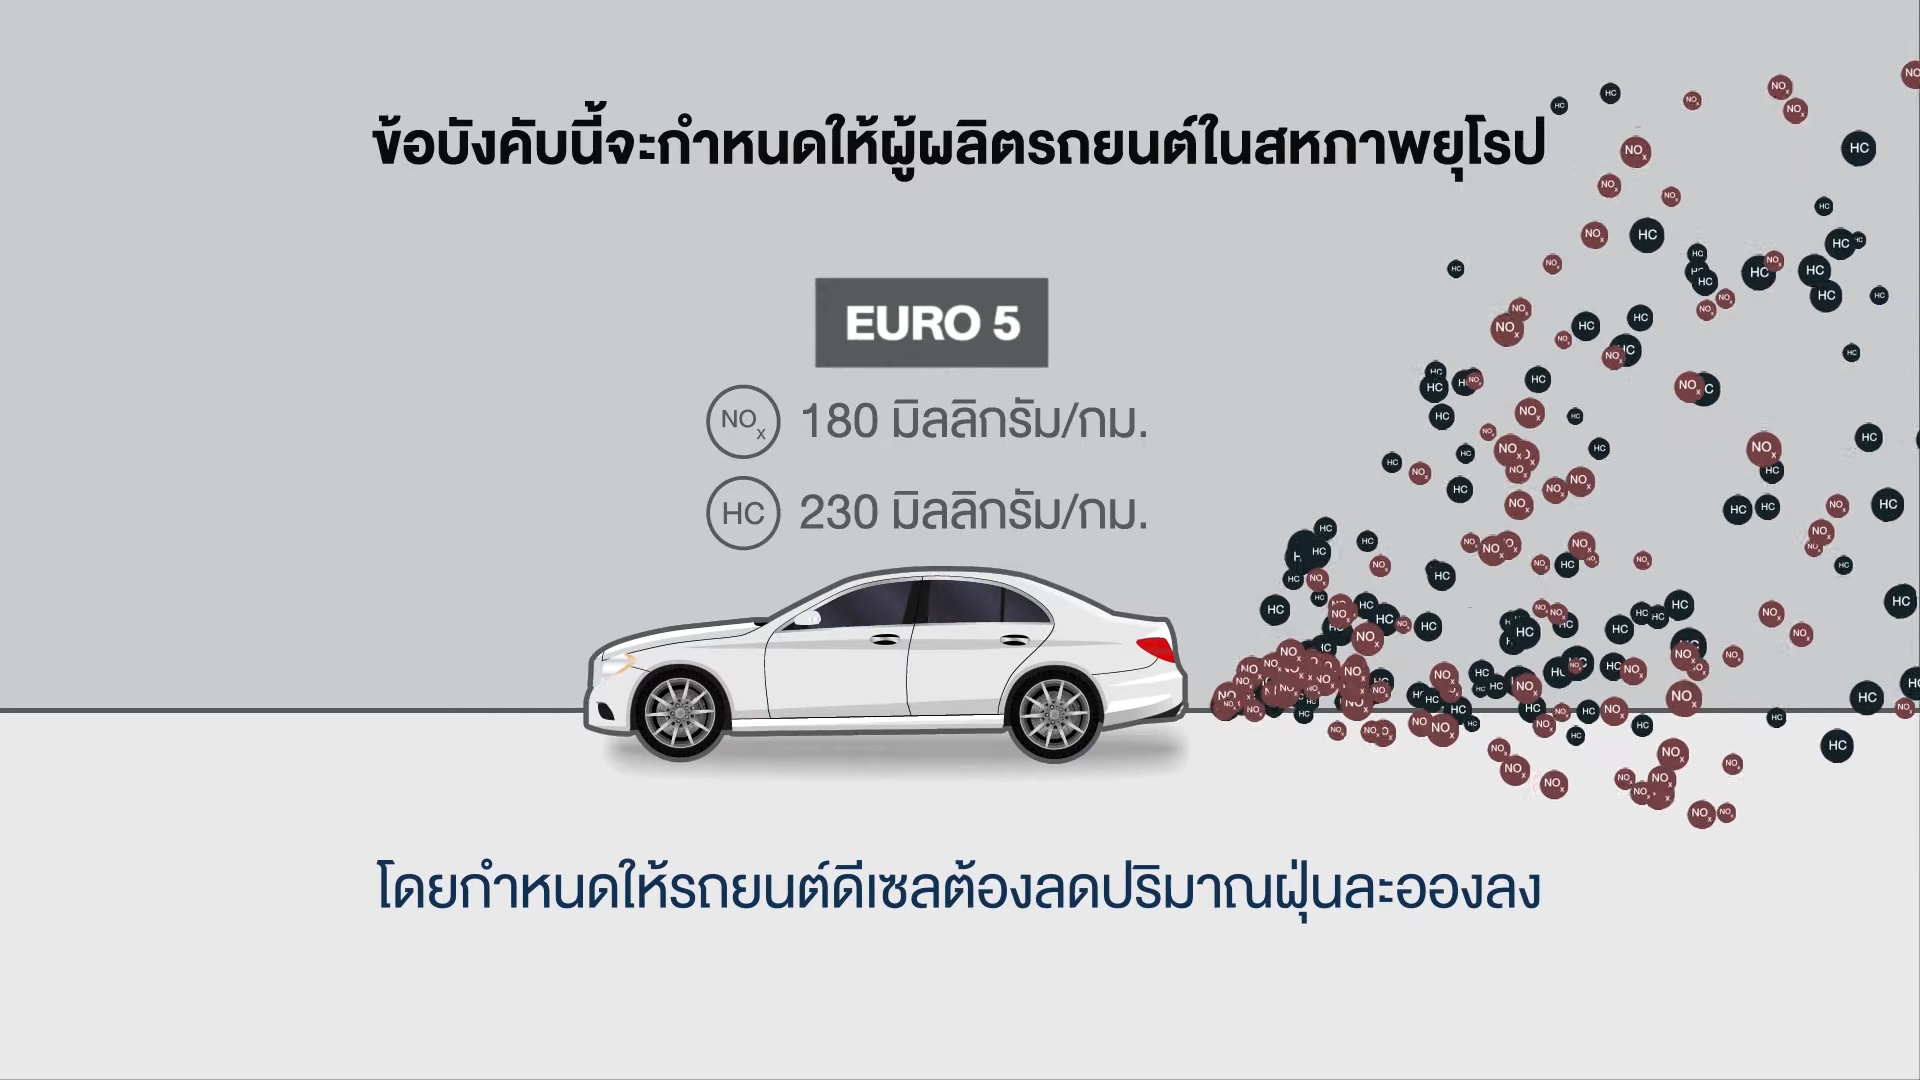 ข้อบังคับนี้จะกำหนดให้ผู้ผลิตรถยนต์ในสหภาพยุโรป
EURO 5
NOx 180 มิลลิกรัม/กม.
HC 230 มิลลิกรัม/กม.
โดยกำหนดให้รถยนต์ดีเซลต้องลดปริมาณฝุ่นละอองลง